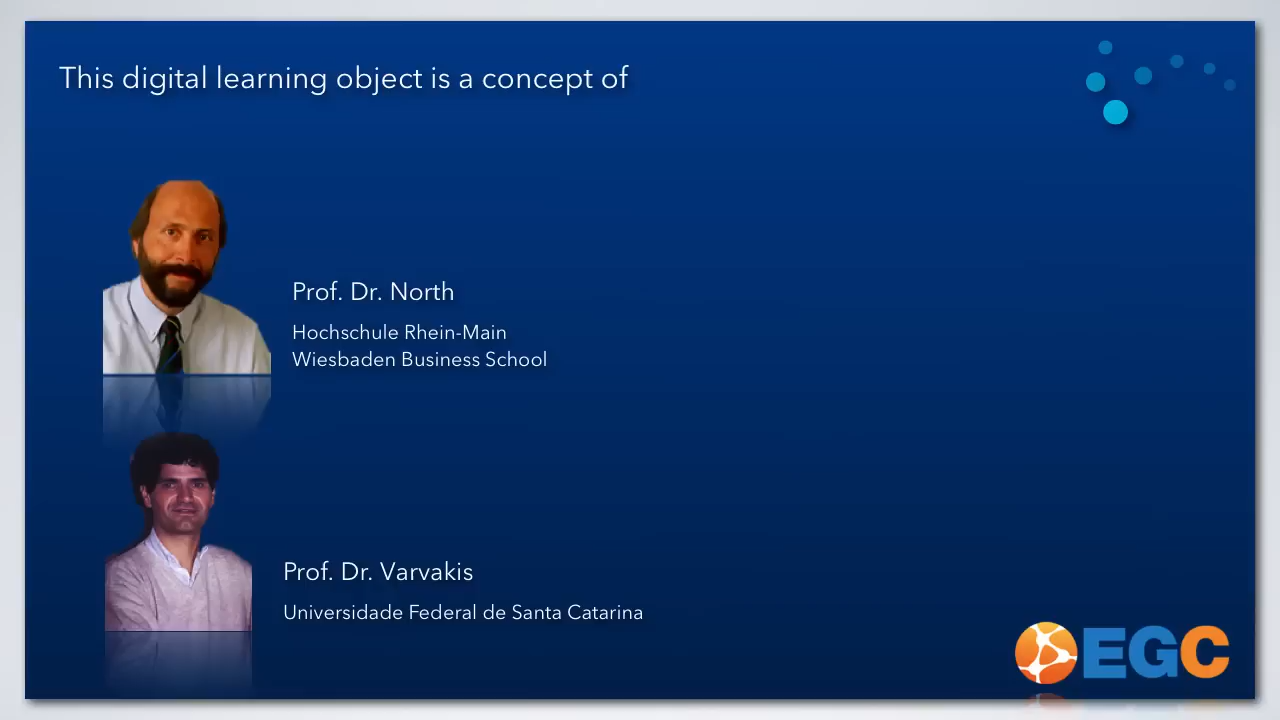 This digital learning object is a concept of
Prof. Dr. North
Hochschule Rhein-Main
Wiesbaden Business School
Prof. Dr. Varvakis
Universidade Federal de Santa Catarina
EGC